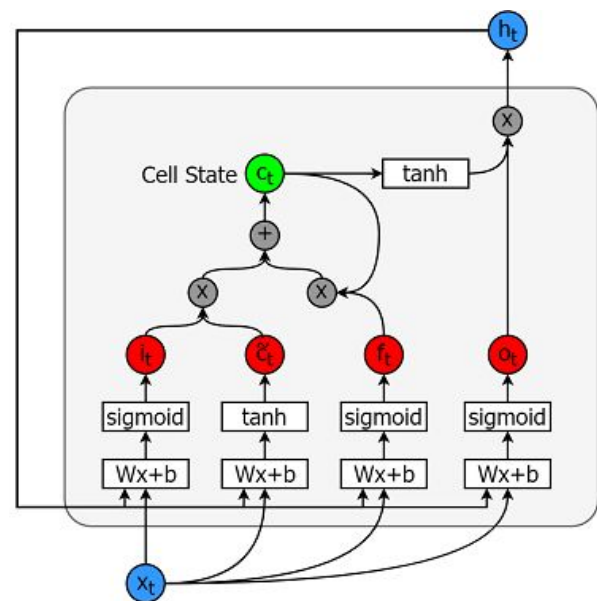 hₜ
X
Cell State cₜ tanh
+
X X
iₜ c̃ₜ fₜ oₜ
sigmoid tanh sigmoid sigmoid
Wx+b Wx+b Wx+b Wx+b
xₜ